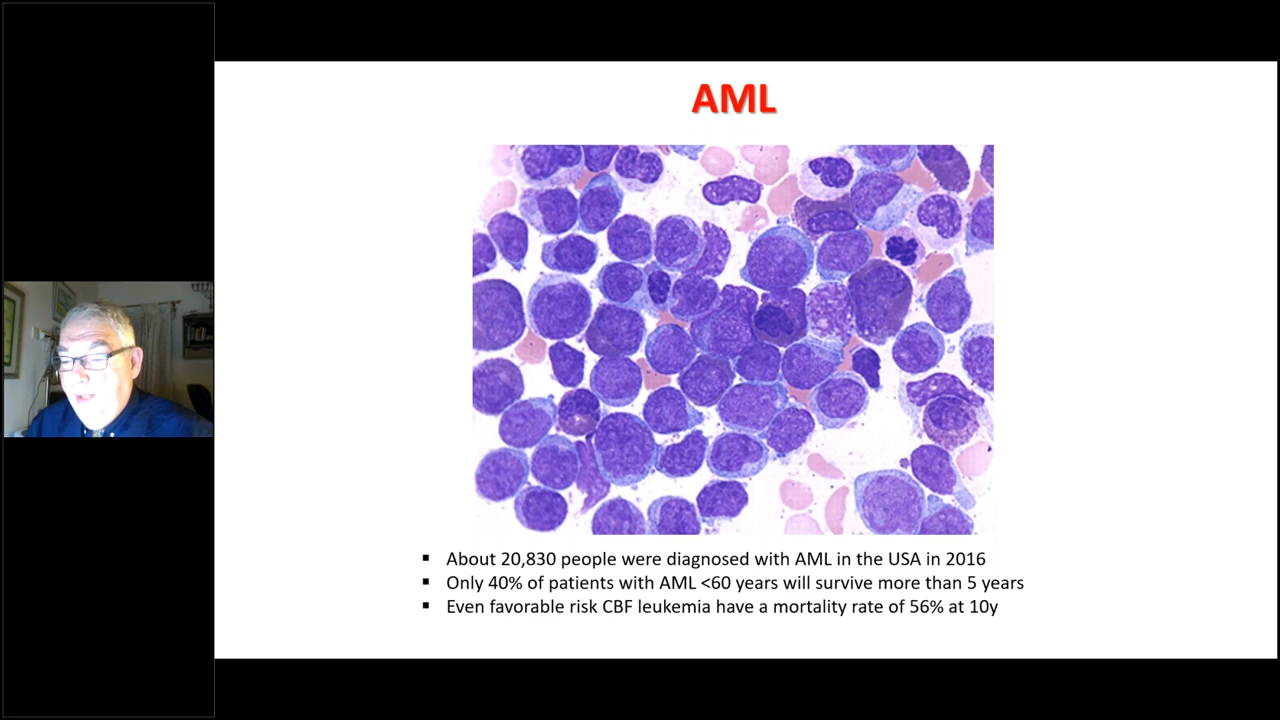 AML
▪ About 20,830 people were diagnosed with AML in the USA in 2016
▪ Only 40% of patients with AML <60 years will survive more than 5 years
▪ Even favorable risk CBF leukemia have a mortality rate of 56% at 10y